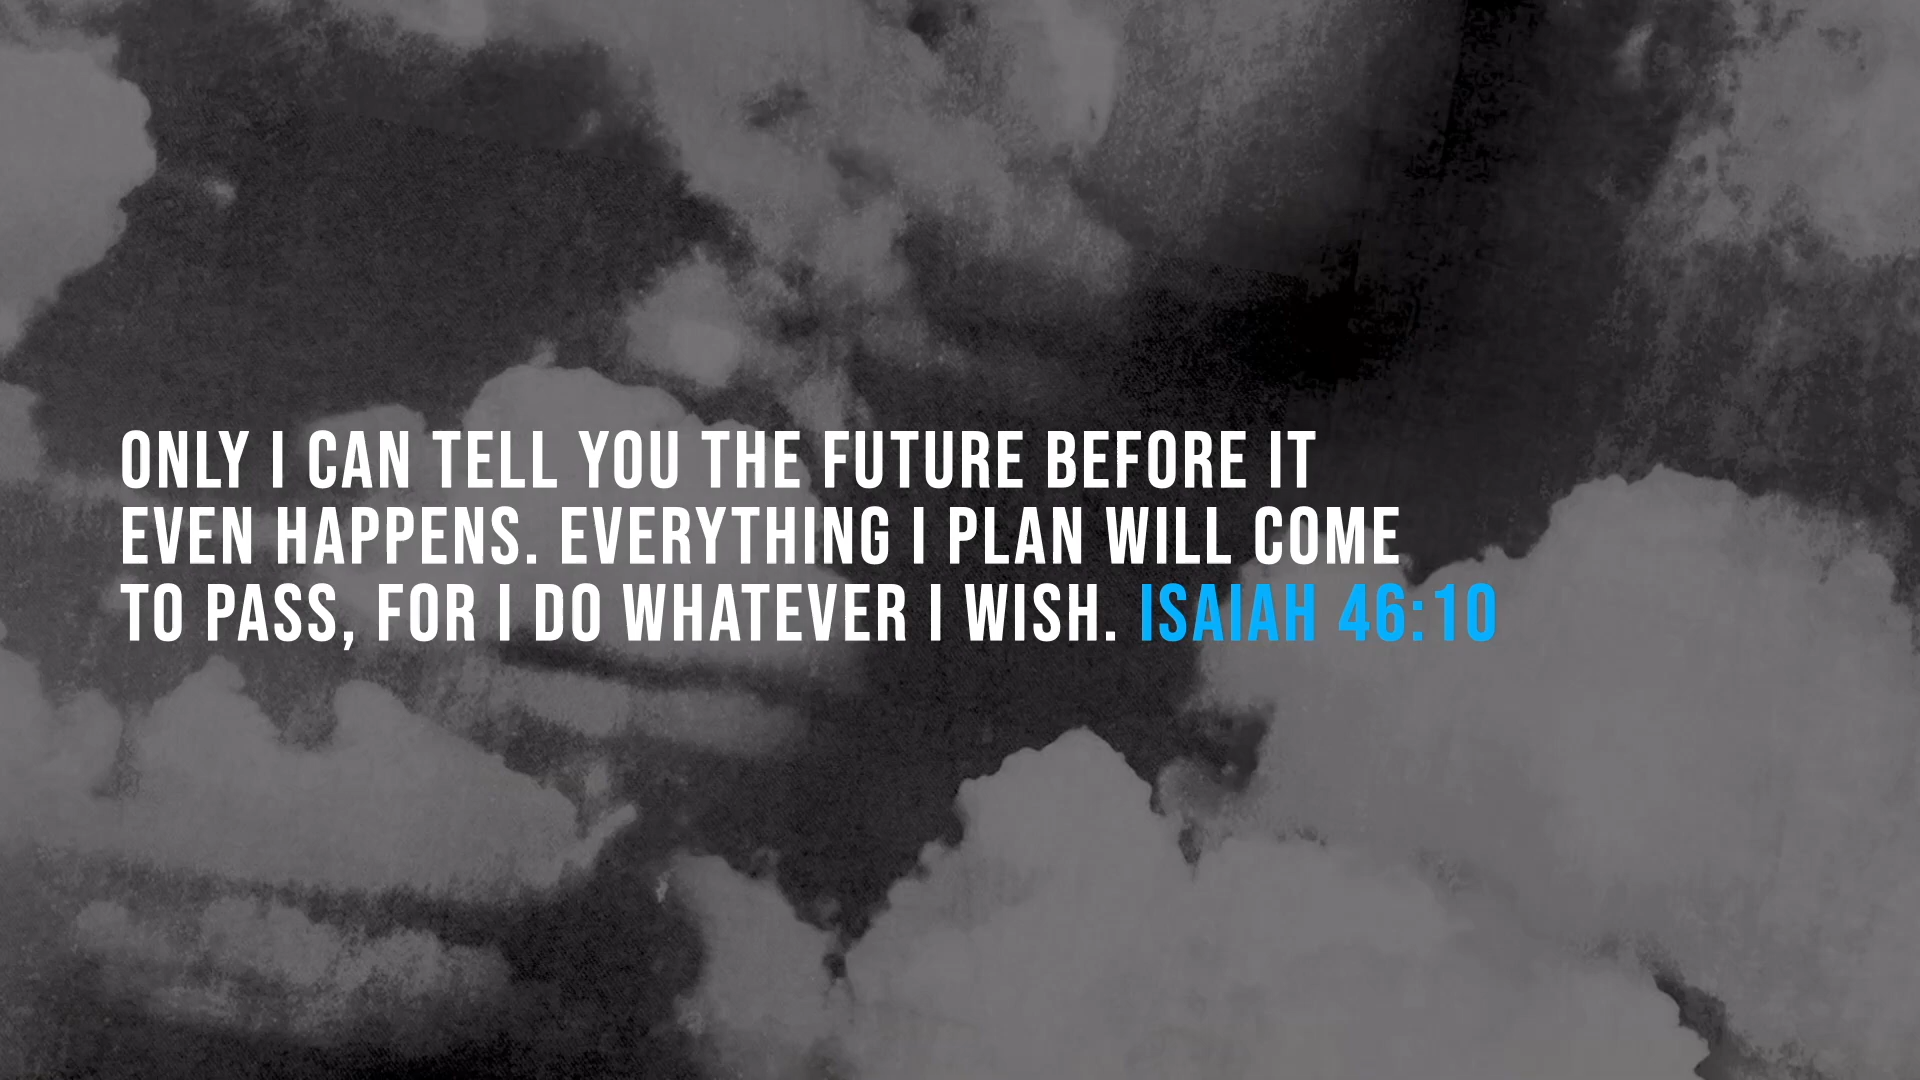 ONLY I CAN TELL YOU THE FUTURE BEFORE IT
EVEN HAPPENS. EVERYTHING I PLAN WILL COME
TO PASS, FOR I DO WHATEVER I WISH. ISAIAH 46:10